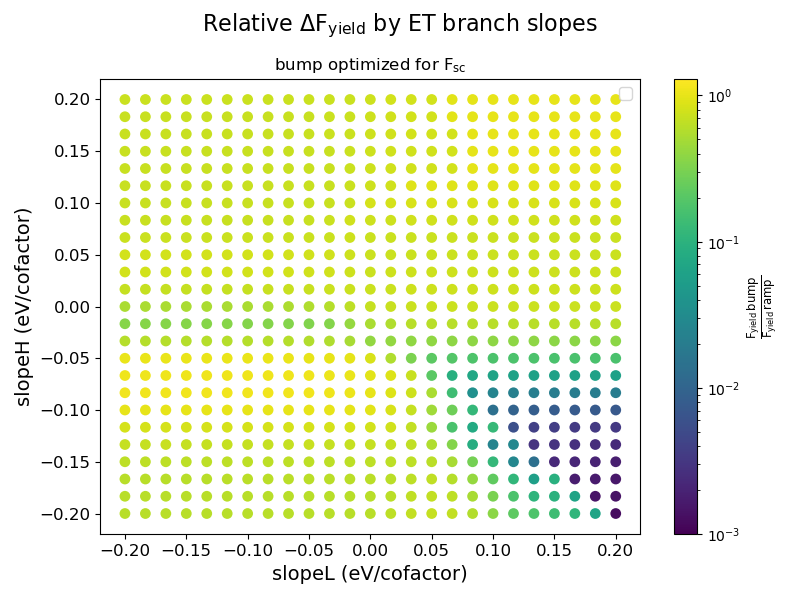 Relative ΔF_yield by ET branch slopes
bump optimized for F_sc
slopeH (eV/cofactor)
0.20
0.15
0.10
0.05
0.00
−0.05
−0.10
−0.15
−0.20
−0.20 −0.15 −0.10 −0.05 0.00 0.05 0.10 0.15 0.20
slopeL (eV/cofactor)
10^0
10^−1
10^−2
10^−3
F_yield bump
F_yield ramp